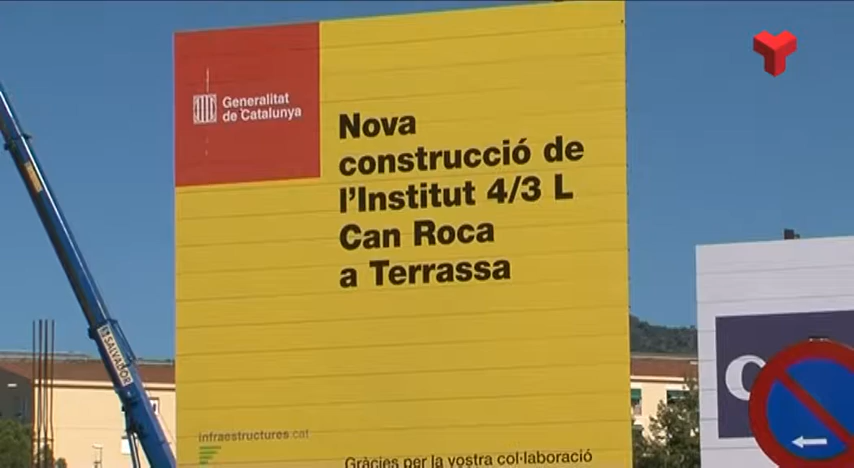 Generalitat
de Catalunya
Nova
construcció de
l'Institut 4/3 L
Can Roca
a Terrassa
SALVADOR
infraestructures.cat
Gràcies per la vostra col·laboració